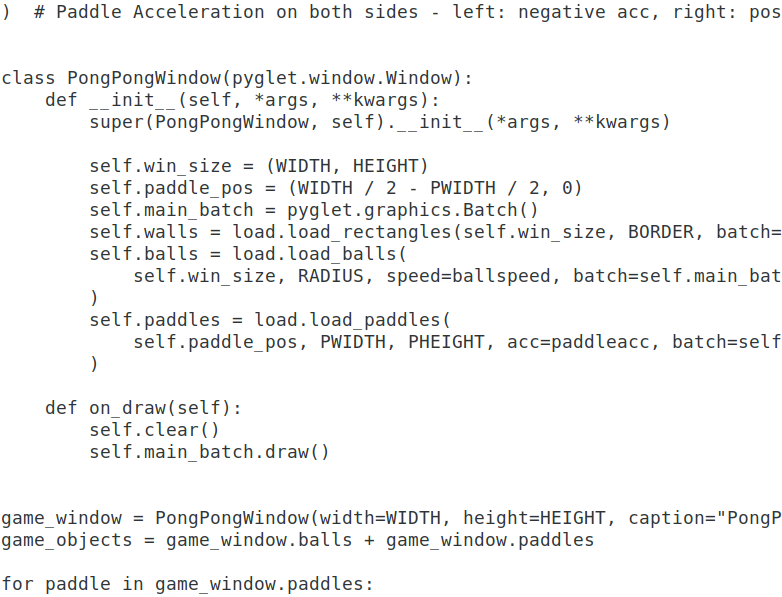 )  # Paddle Acceleration on both sides - left: negative acc, right: pos
class PongPongWindow(pyglet.window.Window):
    def __init__(self, *args, **kwargs):
        super(PongPongWindow, self).__init__(*args, **kwargs)

        self.win_size = (WIDTH, HEIGHT)
        self.paddle_pos = (WIDTH / 2 - PWIDTH / 2, 0)
        self.main_batch = pyglet.graphics.Batch()
        self.walls = load.load_rectangles(self.win_size, BORDER, batch=
        self.balls = load.load_balls(
            self.win_size, RADIUS, speed=ballspeed, batch=self.main_bat
        )
        self.paddles = load.load_paddles(
            self.paddle_pos, PWIDTH, PHEIGHT, acc=paddleacc, batch=self
        )

    def on_draw(self):
        self.clear()
        self.main_batch.draw()

game_window = PongPongWindow(width=WIDTH, height=HEIGHT, caption="PongP
game_objects = game_window.balls + game_window.paddles

for paddle in game_window.paddles: